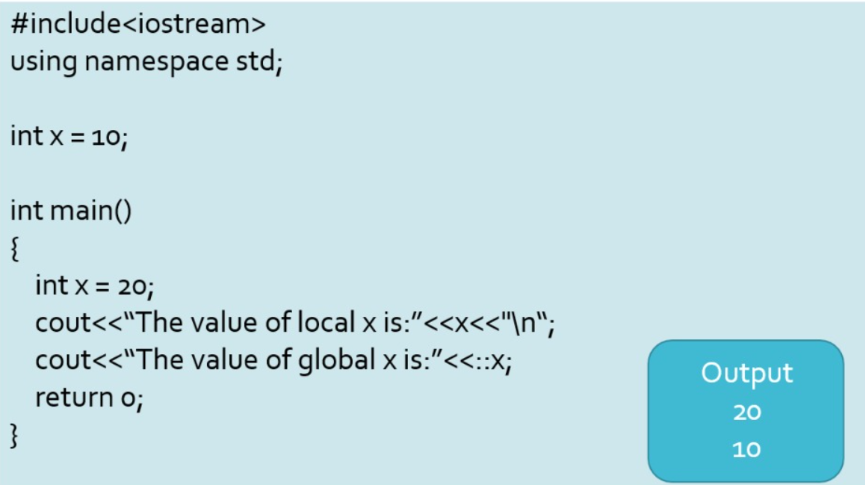 #include<iostream>
using namespace std;
int x = 10;
int main()
{
int x = 20;
cout<<“The value of local x is:”<<x<<"\n“;
cout<<“The value of global x is:”<<::x;
return 0;
}
Output
20
10